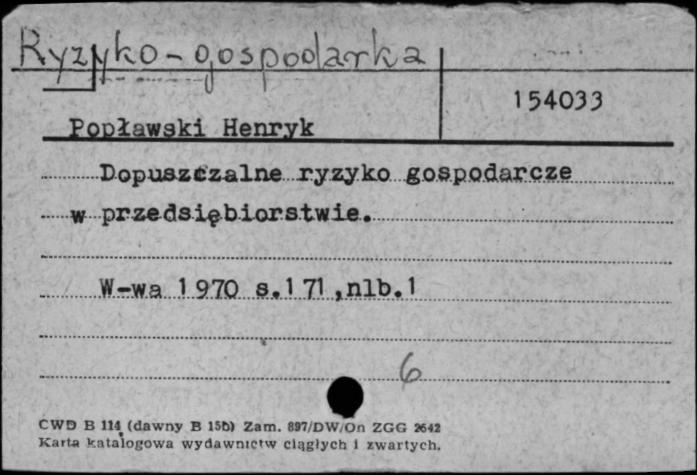 Ryzyko-gospodarka
154033
Popławski Henryk
Dopuszczalne ryzyko gospodarcze
w przedsiębiorstwie.
W-wa 1970 s.171,nlb.1
6
CWD B 114 (dawny B 15b) Zam. 897/DW/On ZGG 2642
Karta katalogowa wydawnictw ciągłych i zwartych.